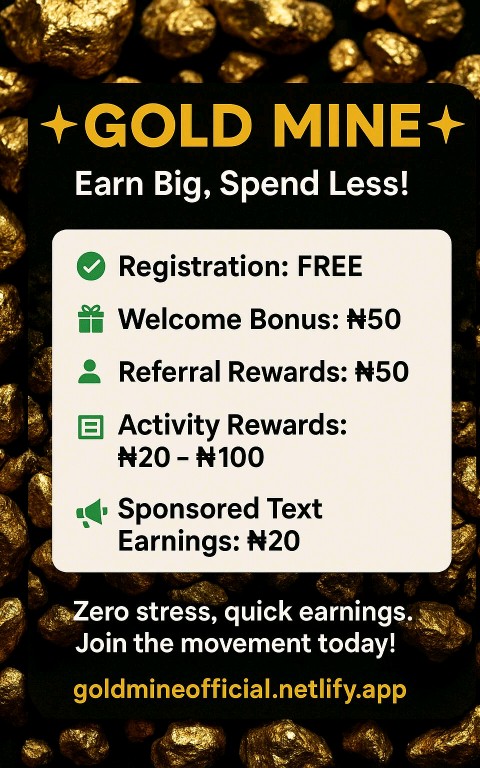 GOLD MINE
Earn Big, Spend Less!
Registration: FREE
Welcome Bonus: ₦50
Referral Rewards: ₦50
Activity Rewards:
₦20 – ₦100
Sponsored Text
Earnings: ₦20
Zero stress, quick earnings.
Join the movement today!
goldmineofficial.netlify.app